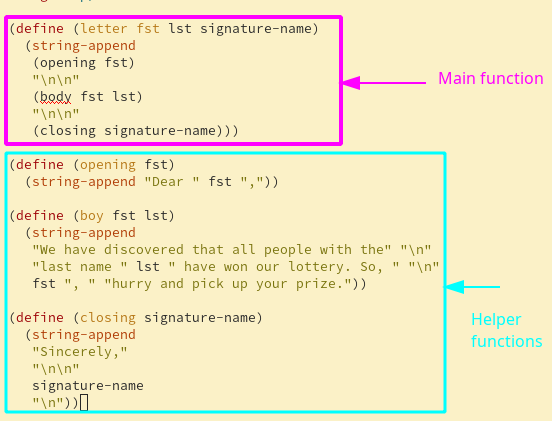 (define (letter fst lst signature-name)
(string-append
(opening fst)
"\n\n"
(body fst lst)
"\n\n"
(closing signature-name)))
Main function
(define (opening fst)
(string-append "Dear " fst ","))
(define (boy fst lst)
(string-append
"We have discovered that all people with the" "\n"
"last name " lst " have won our lottery. So, " "\n"
fst ", " "hurry and pick up your prize."))
(define (closing signature-name)
(string-append
"Sincerely,"
"\n\n"
signature-name
"\n"))
Helper
functions